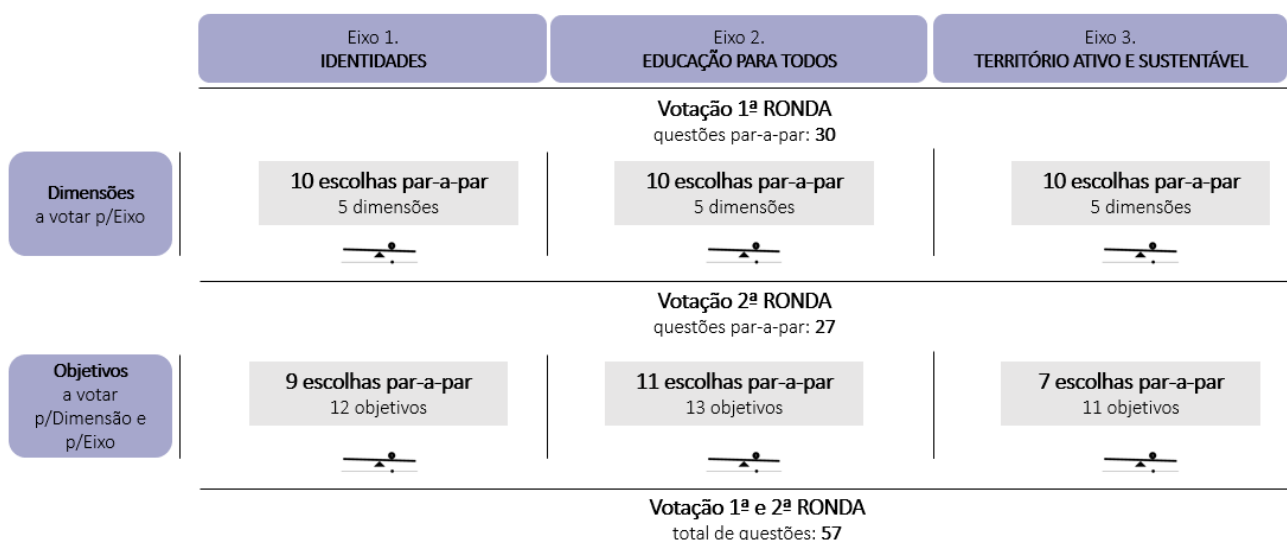 Eixo 1.
IDENTIDADES
Eixo 2.
EDUCAÇÃO PARA TODOS
Eixo 3.
TERRITÓRIO ATIVO E SUSTENTÁVEL
Votação 1ª RONDA
questões par-a-par: 30
Dimensões
a votar p/Eixo
10 escolhas par-a-par
5 dimensões
10 escolhas par-a-par
5 dimensões
10 escolhas par-a-par
5 dimensões
Votação 2ª RONDA
questões par-a-par: 27
Objetivos
a votar
p/Dimensão e
p/Eixo
9 escolhas par-a-par
12 objetivos
11 escolhas par-a-par
13 objetivos
7 escolhas par-a-par
11 objetivos
Votação 1ª e 2ª RONDA
total de questões: 57